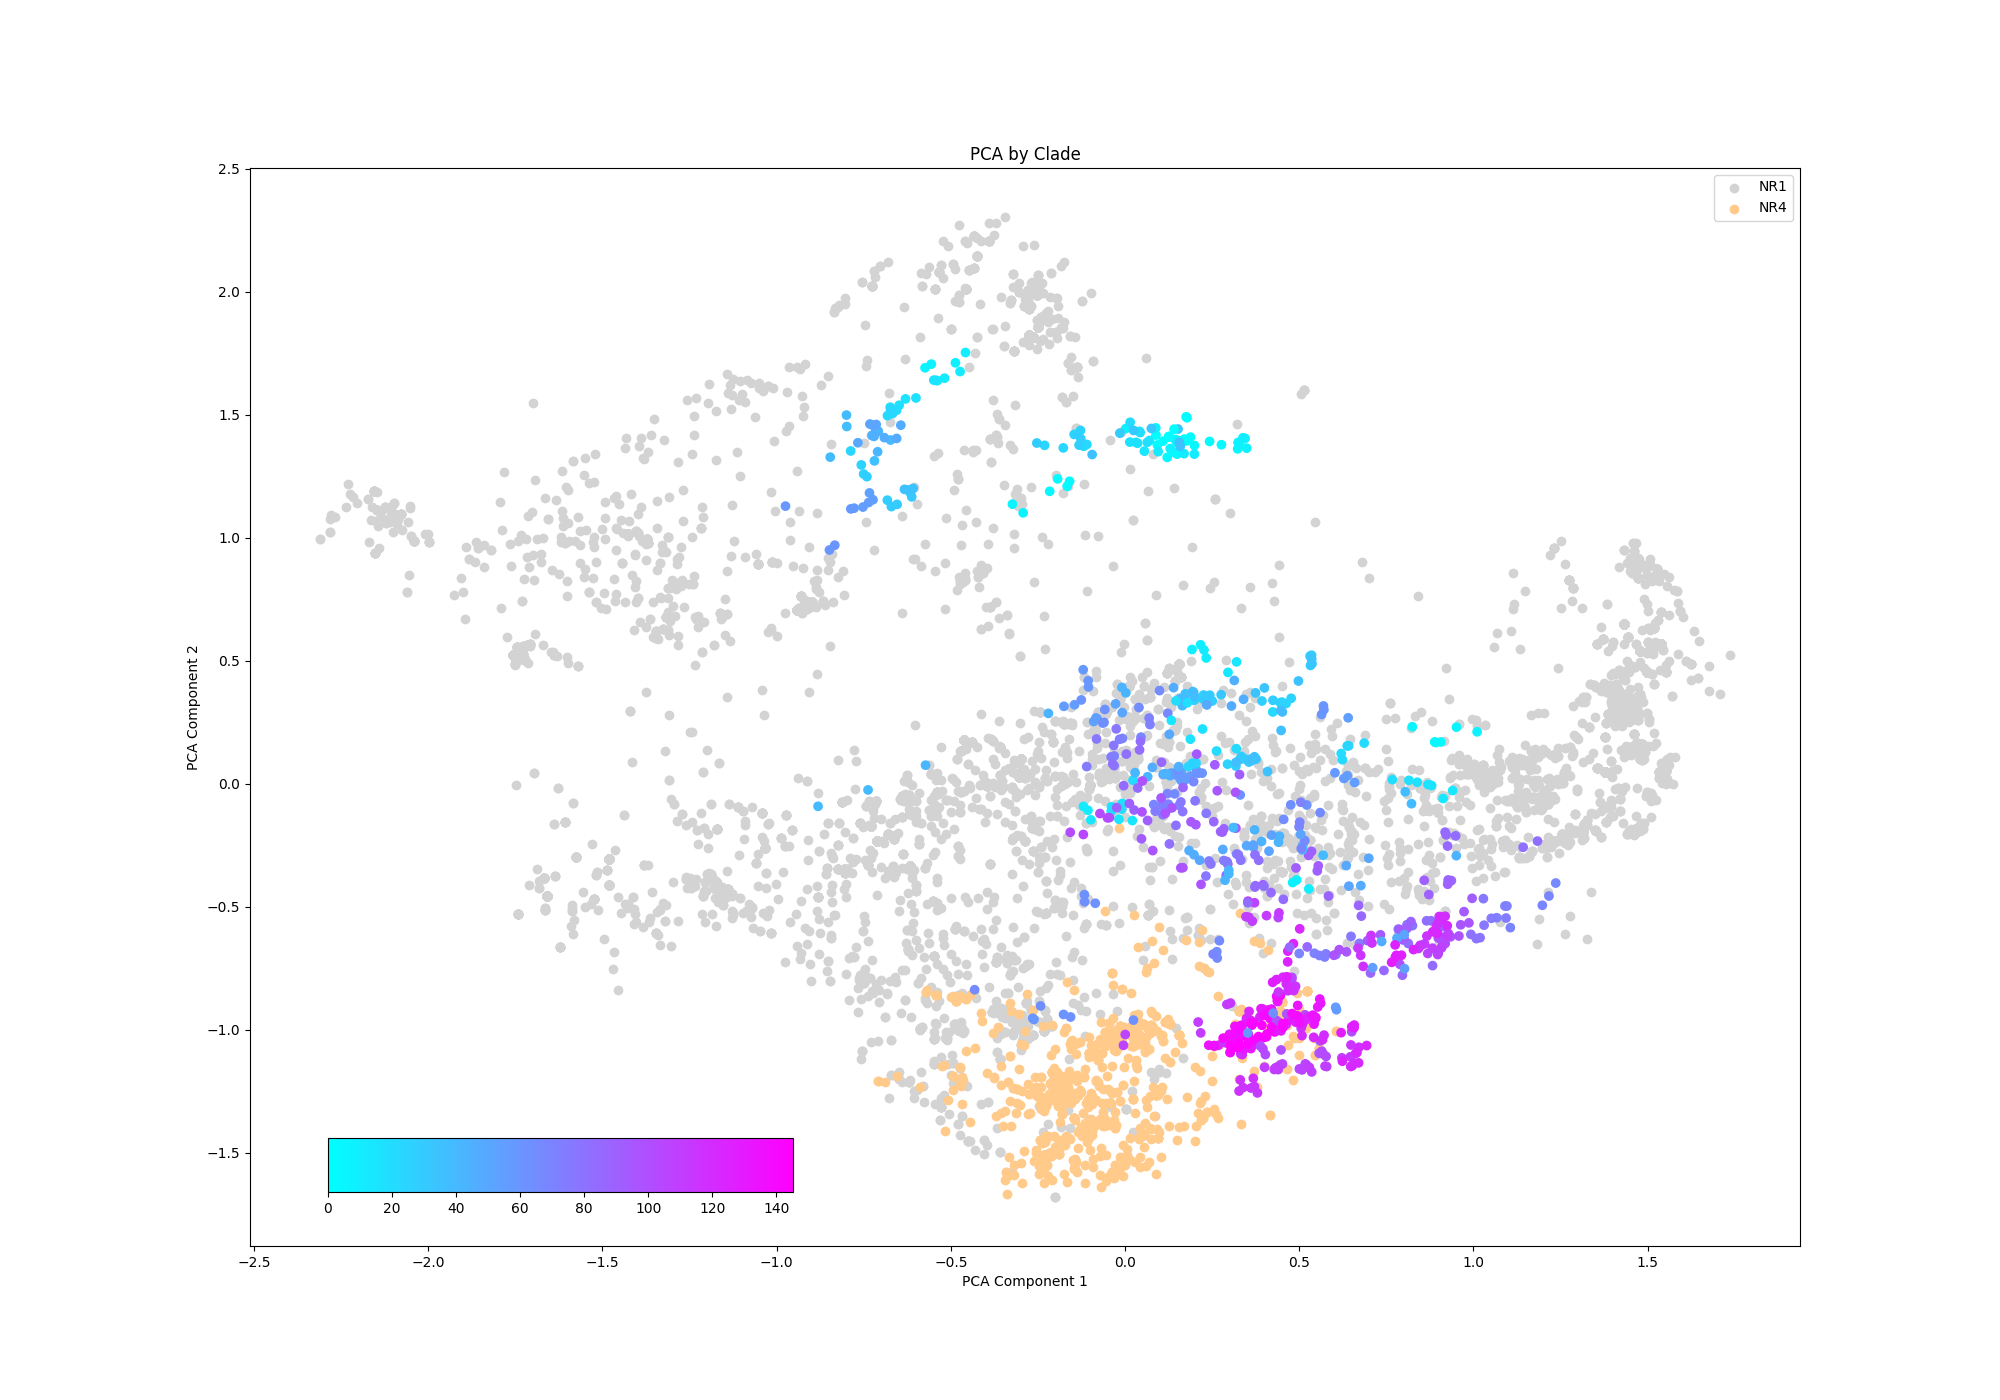 PCA by Clade
NR1
NR4
2.5
2.0
1.5
1.0
0.5
0.0
−0.5
−1.0
−1.5
PCA Component 2
0 20 40 60 80 100 120 140
−2.5 −2.0 −1.5 −1.0 −0.5 0.0 0.5 1.0 1.5
PCA Component 1